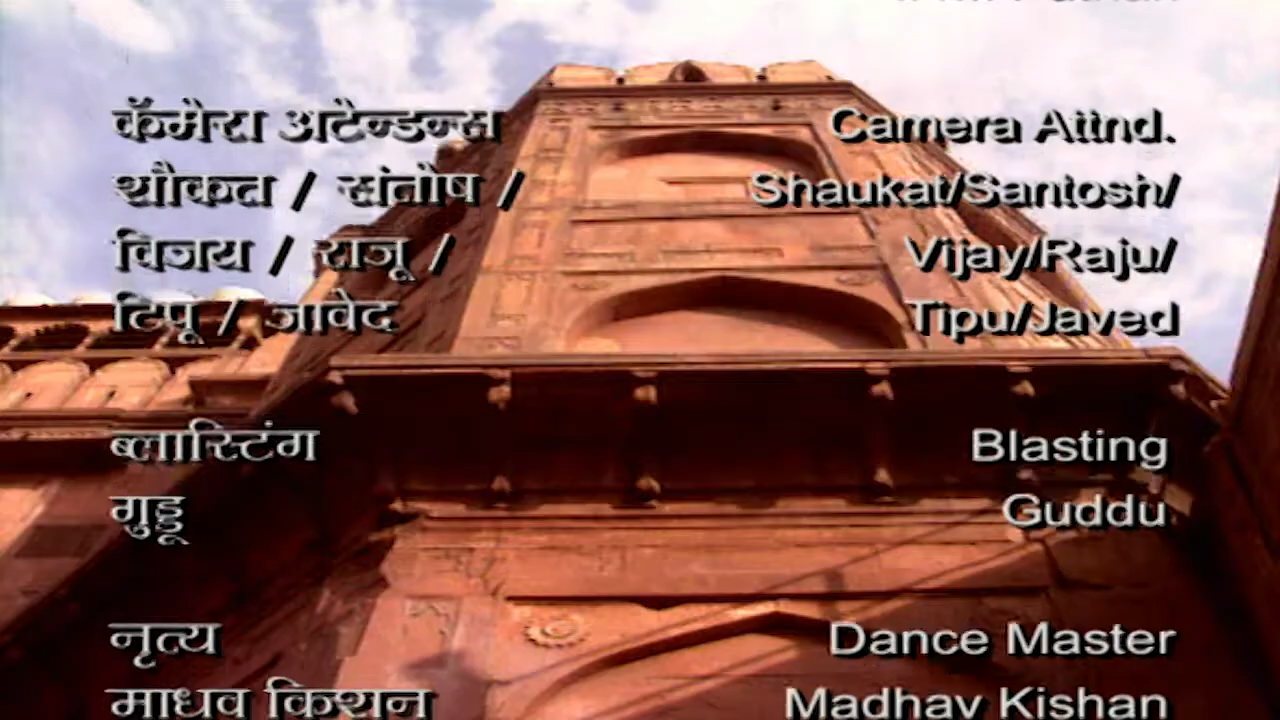 कॅमेरा अटैन्डन्स Camera Attnd.
शौकत / संतोष / Shaukat/Santosh/
विजय / राजू / Vijay/Raju/
टिपू / जावेद Tipu/Javed
ब्लास्टिंग Blasting
गुड्डू Guddu
नृत्य Dance Master
माधव किशन Madhav Kishan